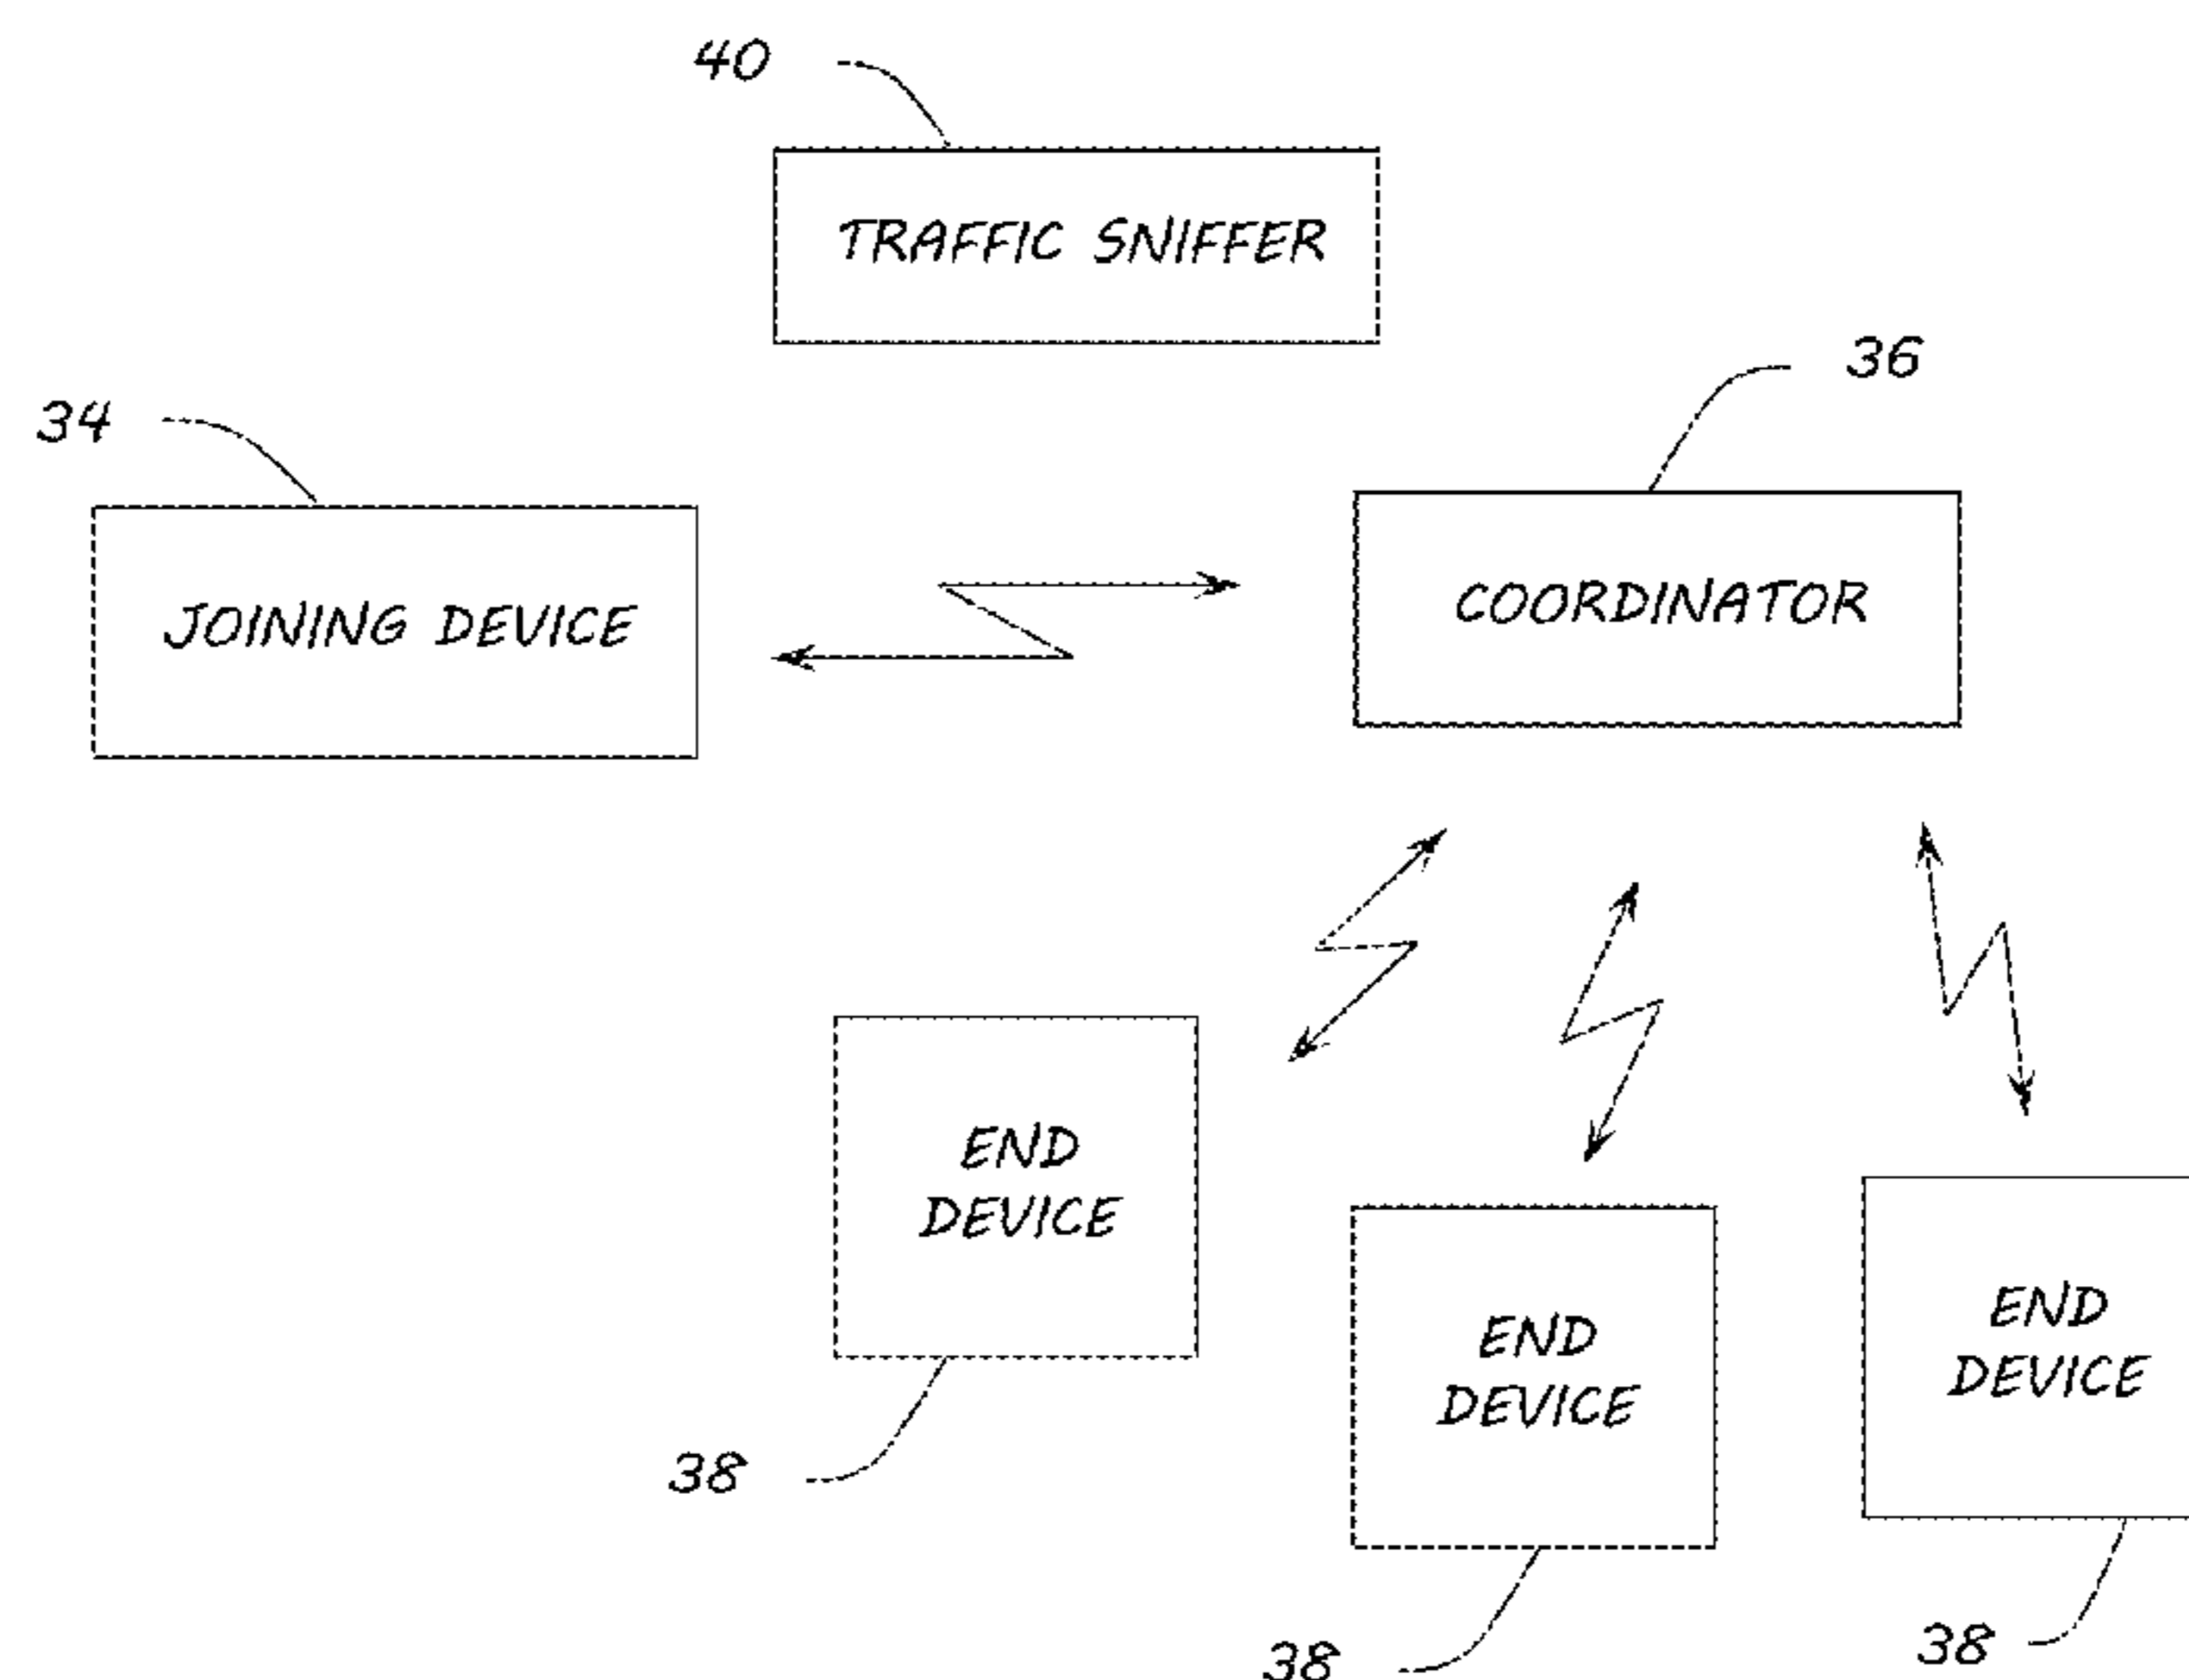 40
TRAFFIC SNIFFER
36
34
JOINING DEVICE
COORDINATOR
END
DEVICE
END
DEVICE
END
DEVICE
38
38
38